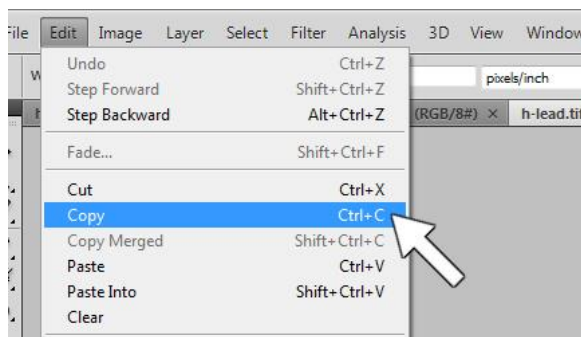 File Edit Image Layer Select Filter Analysis 3D View Window
pixels/inch
(RGB/8#) × h-lead.tif
Undo Ctrl+Z
Step Forward Shift+Ctrl+Z
Step Backward Alt+Ctrl+Z
Fade... Shift+Ctrl+F
Cut Ctrl+X
Copy Ctrl+C
Copy Merged Shift+Ctrl+C
Paste Ctrl+V
Paste Into Shift+Ctrl+V
Clear